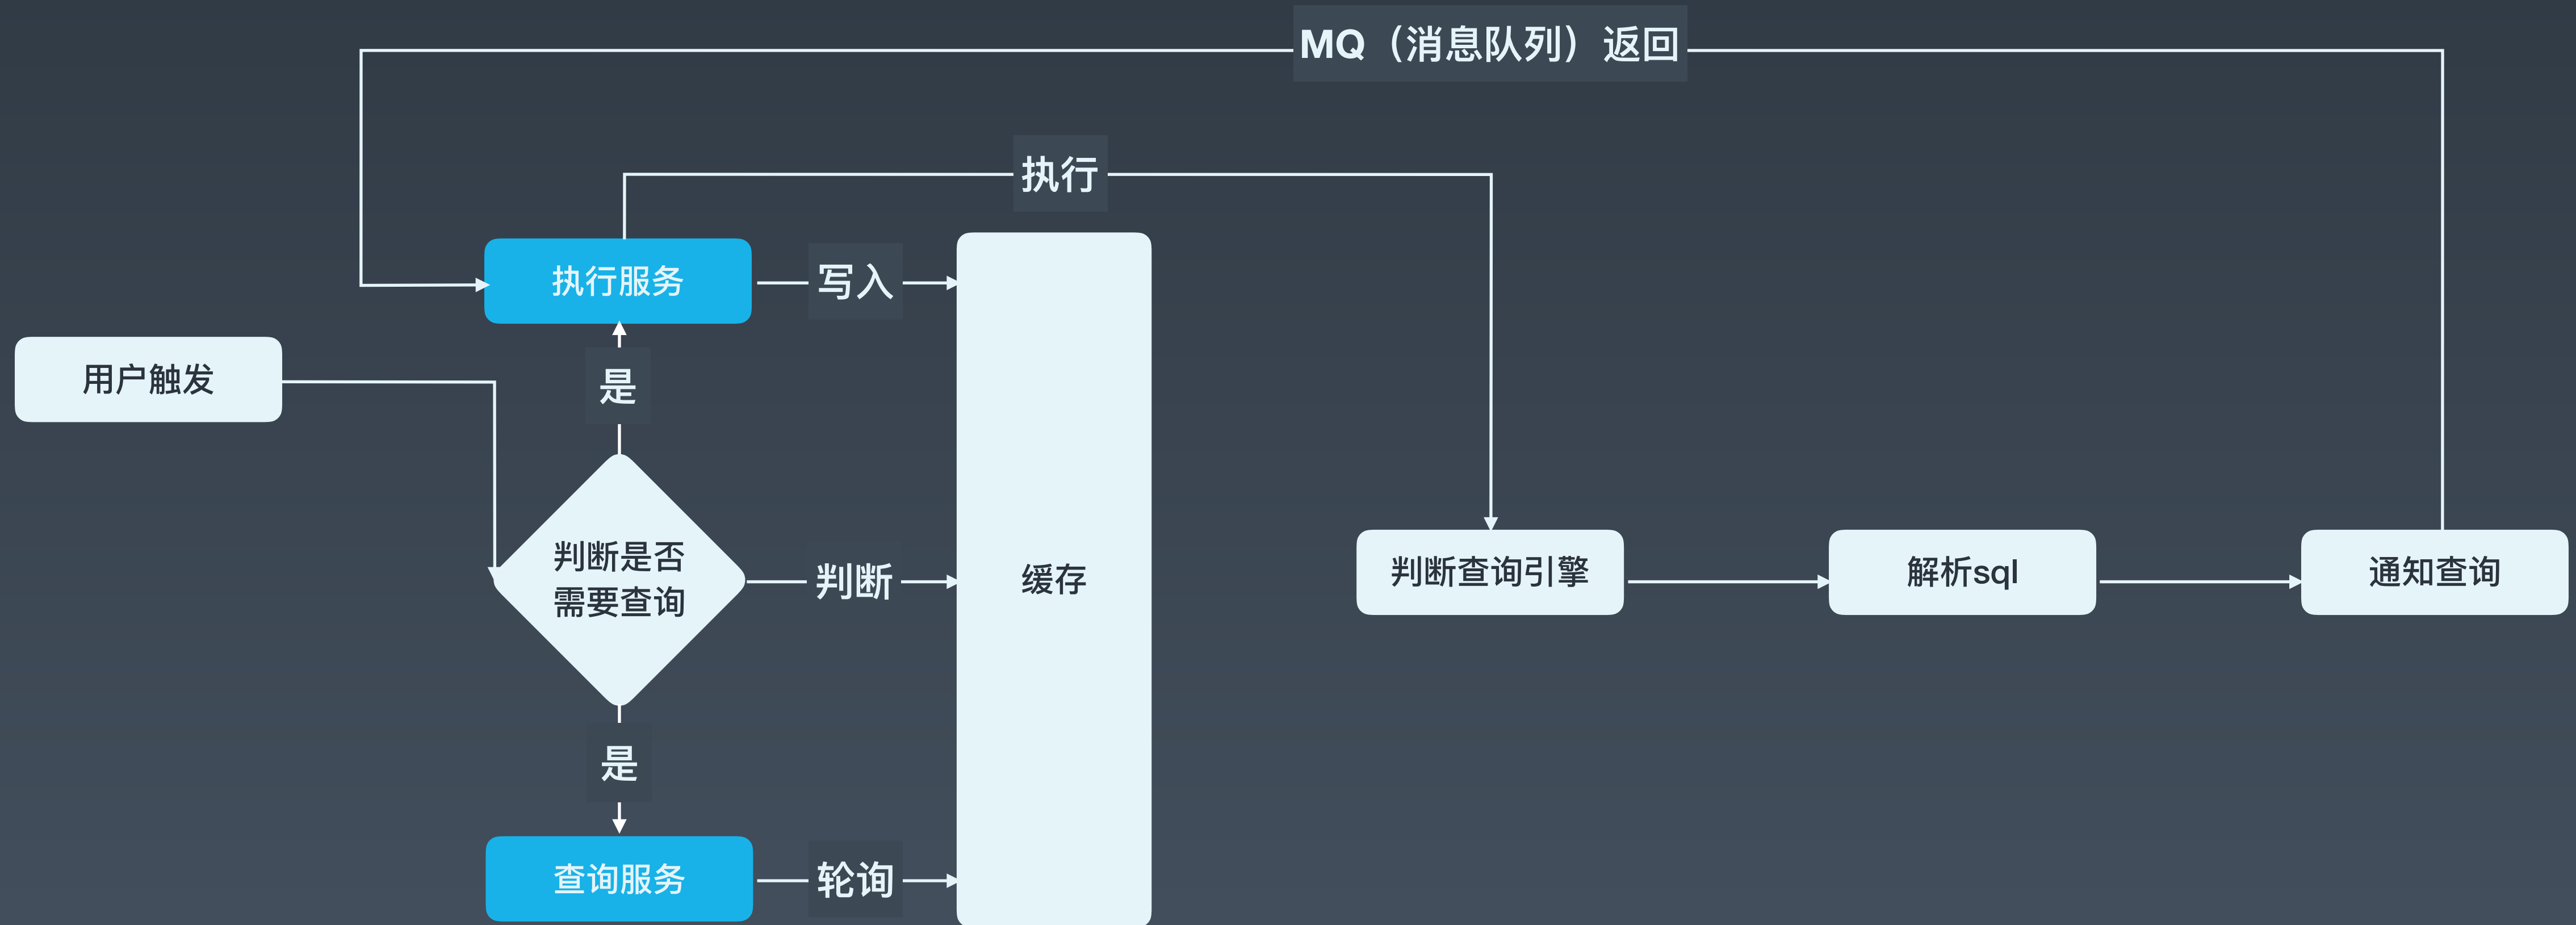 MQ（消息队列）返回
执行
执行服务
写入
用户触发
是
判断是否
需要查询
判断
缓存
判断查询引擎
解析sql
通知查询
是
查询服务
轮询